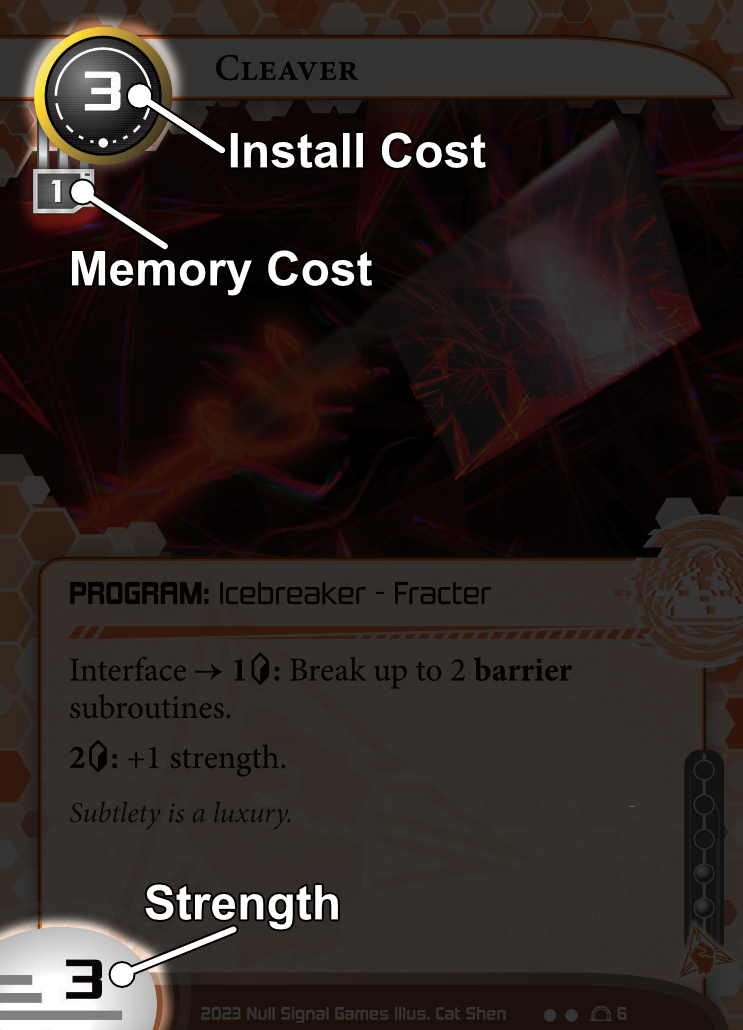 3
CLEAVER
Install Cost
1
Memory Cost
PROGRAM: Icebreaker - Fracter
Interface → 1: Break up to 2 barrier
subroutines.
2: +1 strength.
Subtlety is a luxury.
Strength
3
2023 Null Signal Games Illus. Cat Shen
6